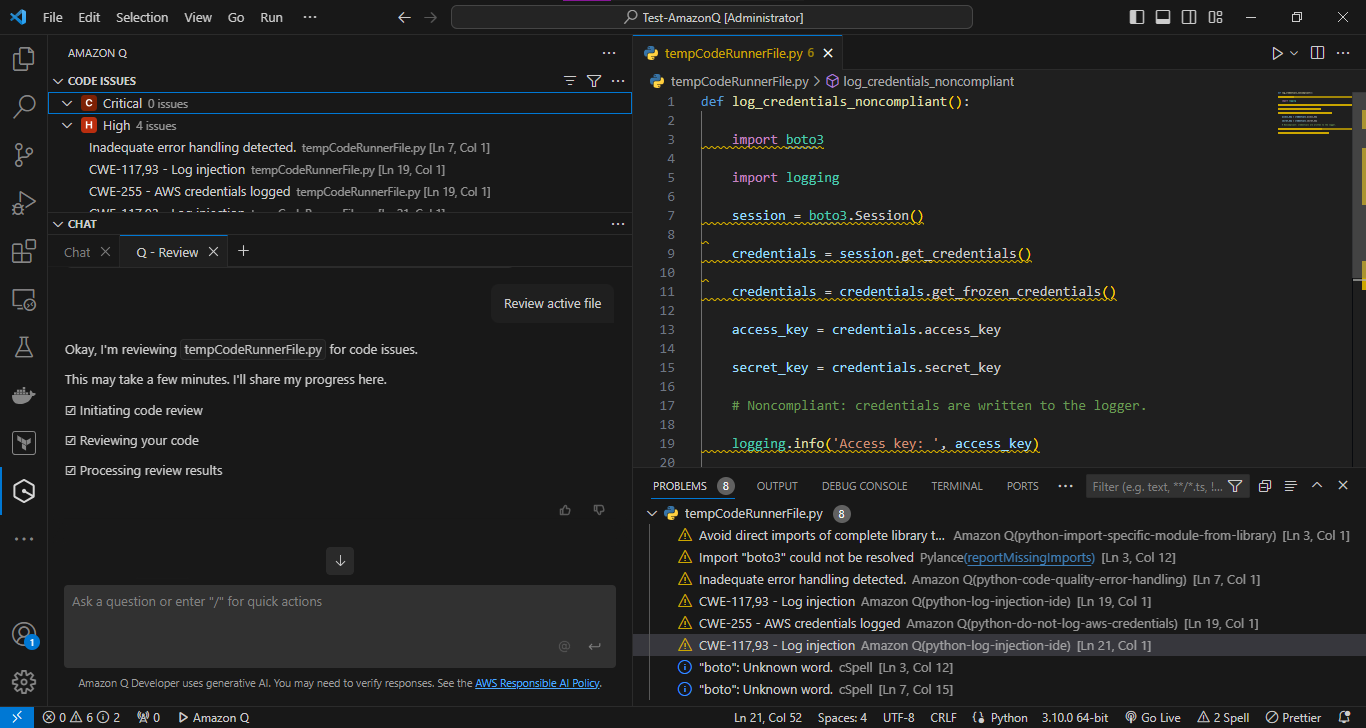 File Edit Selection View Go Run ··· Test-AmazonQ [Administrator]
AMAZON Q
CODE ISSUES
C Critical 0 issues
H High 4 issues
Inadequate error handling detected. tempCodeRunnerFile.py [Ln 7, Col 1]
CWE-117,93 - Log injection tempCodeRunnerFile.py [Ln 19, Col 1]
CWE-255 - AWS credentials logged tempCodeRunnerFile.py [Ln 19, Col 1]
CWE-117,93 - Log injection tempCodeRunnerFile.py [Ln 21, Col 1]
CHAT
Chat Q - Review
Review active file
Okay, I'm reviewing tempCodeRunnerFile.py for code issues.
This may take a few minutes. I'll share my progress here.
☑ Initiating code review
☑ Reviewing your code
☑ Processing review results
Ask a question or enter "/" for quick actions
@
Amazon Q Developer uses generative AI. You may need to verify responses. See the AWS Responsible AI Policy.
1
tempCodeRunnerFile.py 6
tempCodeRunnerFile.py > log_credentials_noncompliant
1 def log_credentials_noncompliant():
2
3 import boto3
4
5 import logging
6
7 session = boto3.Session()
8
9 credentials = session.get_credentials()
10
11 credentials = credentials.get_frozen_credentials()
12
13 access_key = credentials.access_key
14
15 secret_key = credentials.secret_key
16
17 # Noncompliant: credentials are written to the logger.
18
19 logging.info('Access key: ', access_key)
20
PROBLEMS 8 OUTPUT DEBUG CONSOLE TERMINAL PORTS ··· Filter (e.g. text, **/*.ts, !...
tempCodeRunnerFile.py 8
Avoid direct imports of complete library t... Amazon Q(python-import-specific-module-from-library) [Ln 3, Col 1]
Import "boto3" could not be resolved Pylance(reportMissingImports) [Ln 3, Col 12]
Inadequate error handling detected. Amazon Q(python-code-quality-error-handling) [Ln 7, Col 1]
CWE-117,93 - Log injection Amazon Q(python-log-injection-ide) [Ln 19, Col 1]
CWE-255 - AWS credentials logged Amazon Q(python-do-not-log-aws-credentials) [Ln 19, Col 1]
CWE-117,93 - Log injection Amazon Q(python-log-injection-ide) [Ln 21, Col 1]
"boto": Unknown word. cSpell [Ln 3, Col 12]
"boto": Unknown word. cSpell [Ln 7, Col 15]
0 6 2 0 Amazon Q Ln 21, Col 52 Spaces: 4 UTF-8 CRLF Python 3.10.0 64-bit Go Live 2 Spell Prettier